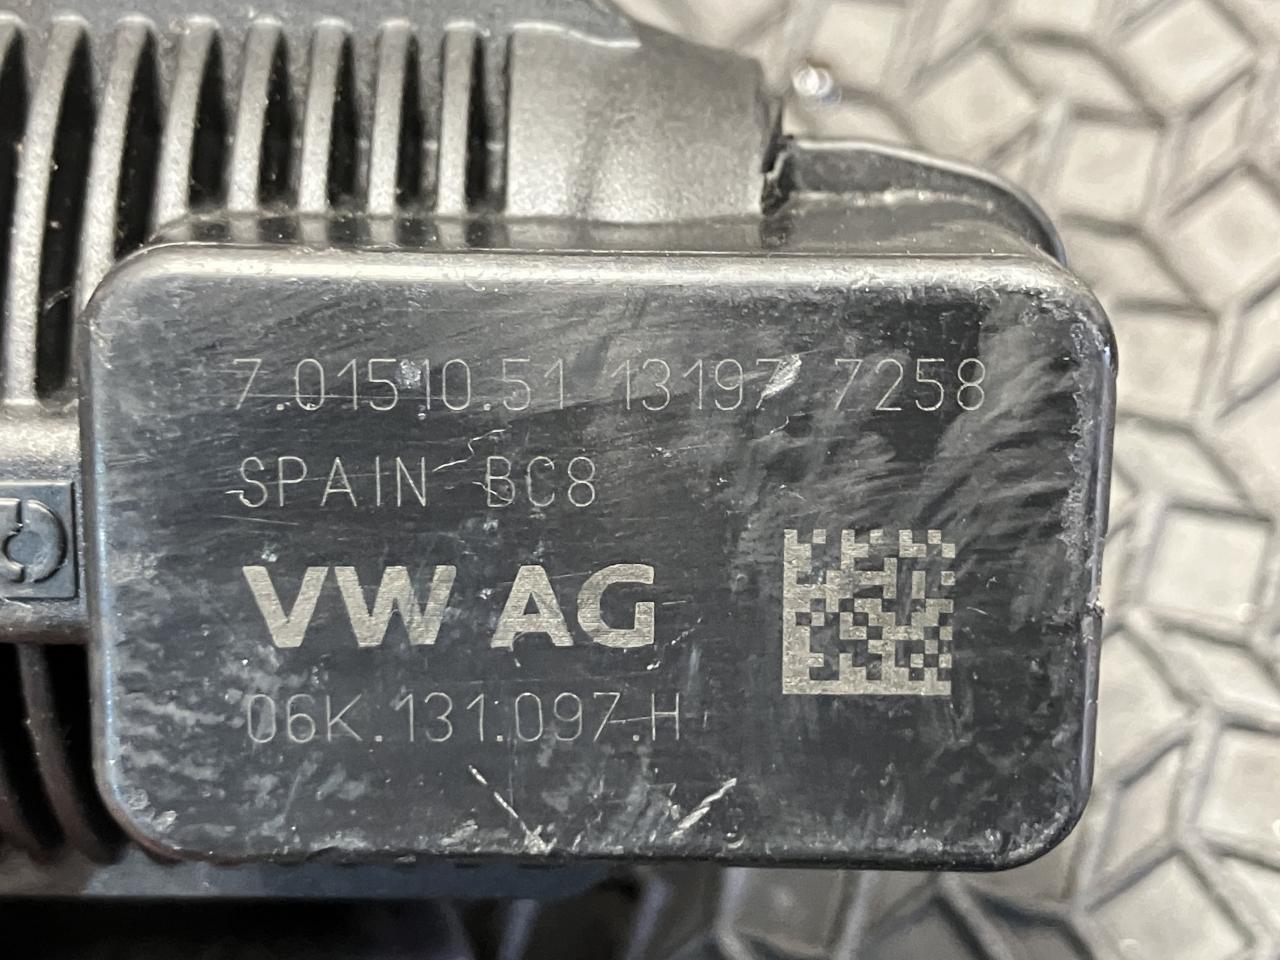 7.01510.51 13197 7258
SPAIN BC8
VW AG
06K.131.097.H